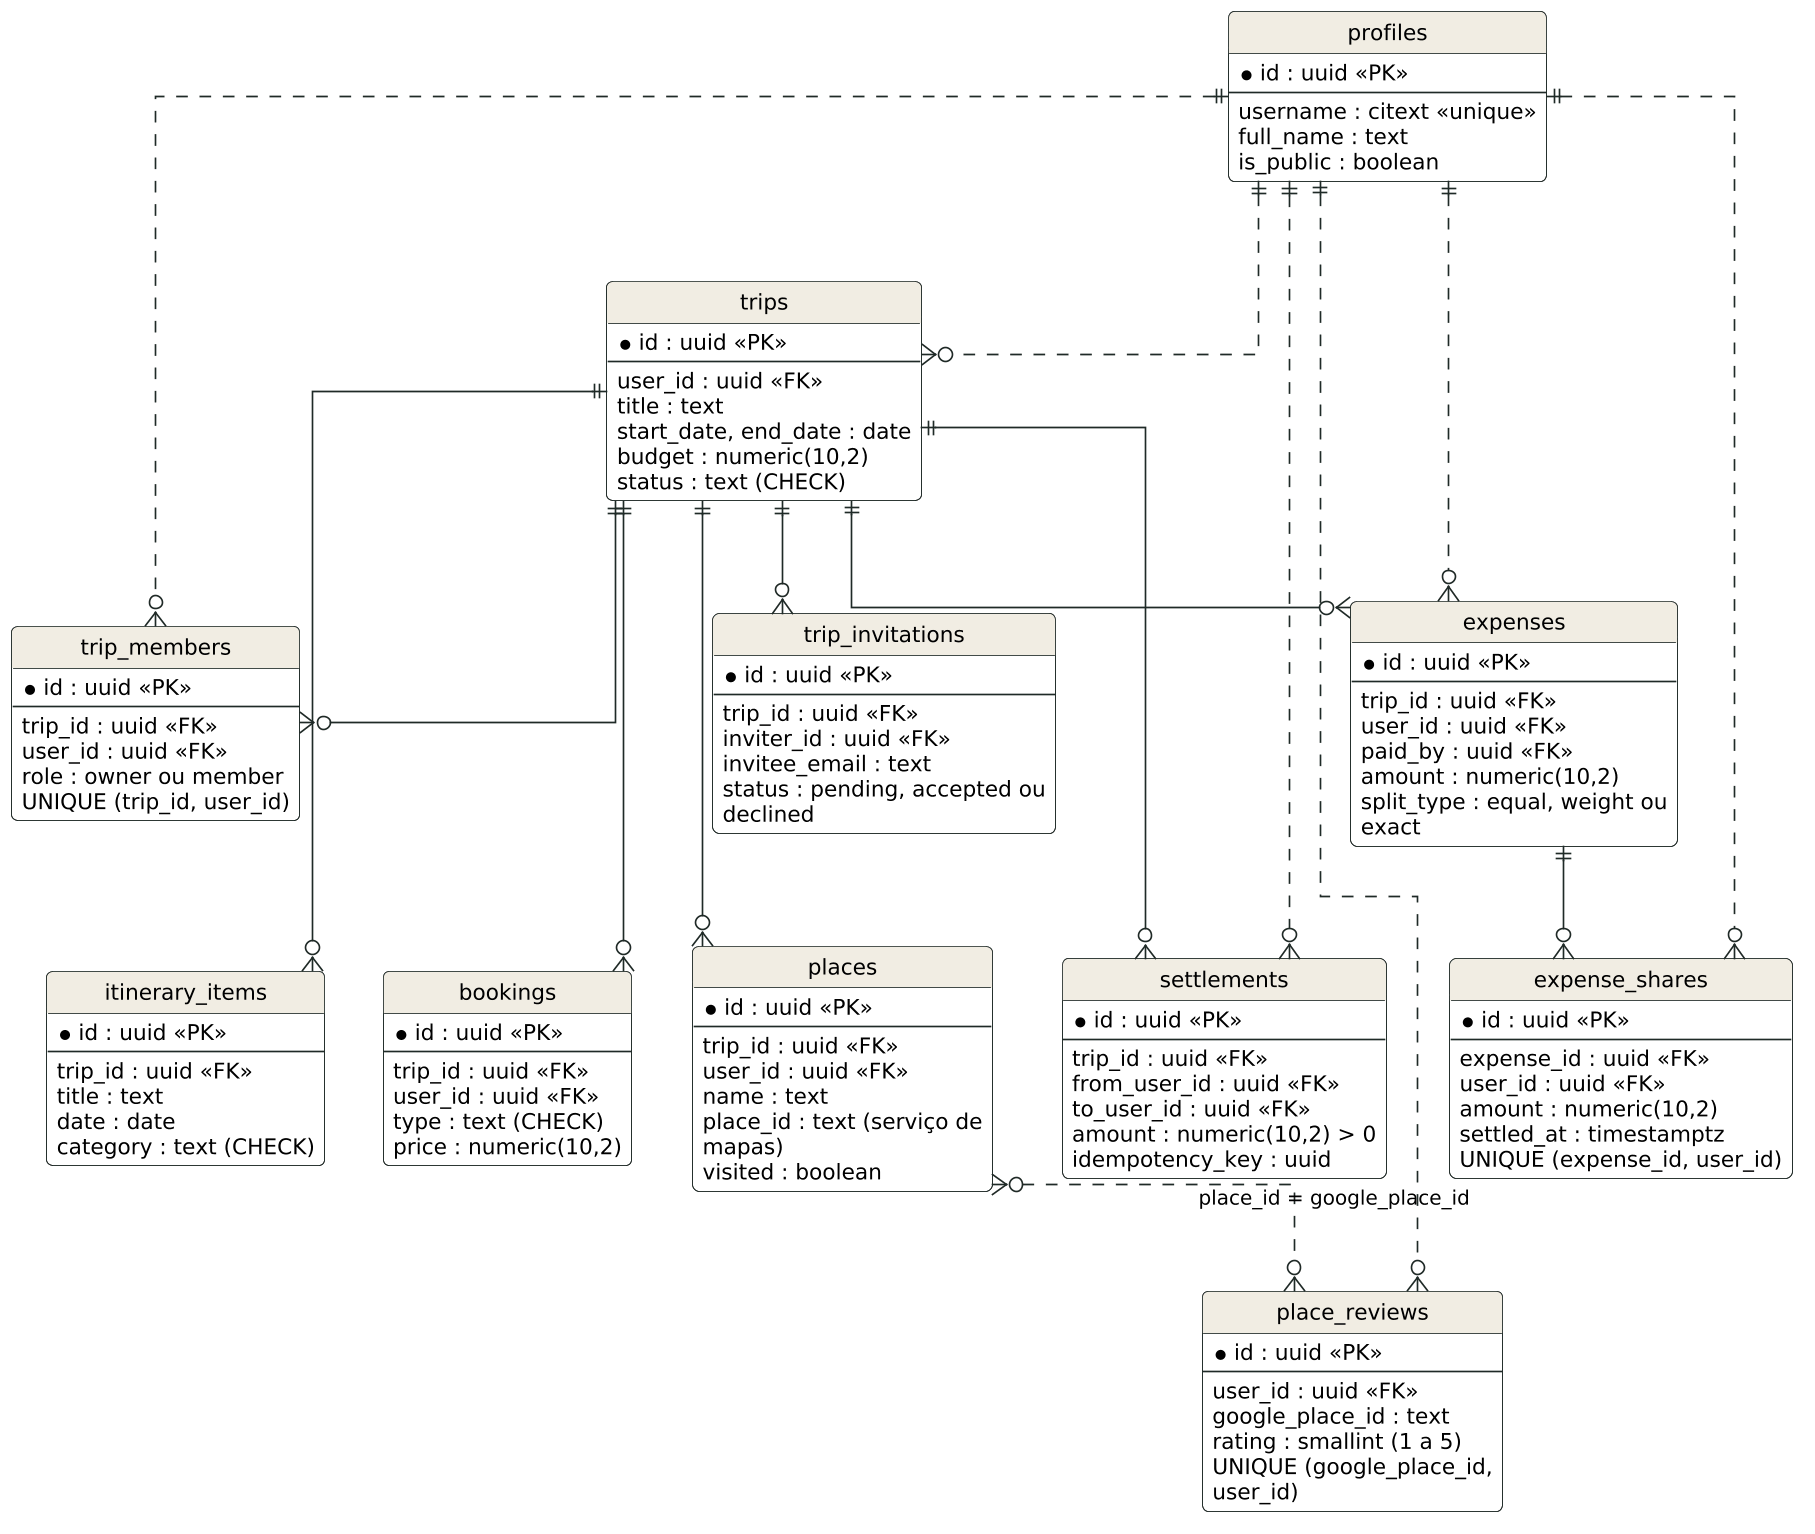 profiles
id : uuid «PK»
username : citext «unique»
full_name : text
is_public : boolean
trips
id : uuid «PK»
user_id : uuid «FK»
title : text
start_date, end_date : date
budget : numeric(10,2)
status : text (CHECK)
trip_members
id : uuid «PK»
trip_id : uuid «FK»
user_id : uuid «FK»
role : owner ou member
UNIQUE (trip_id, user_id)
trip_invitations
id : uuid «PK»
trip_id : uuid «FK»
inviter_id : uuid «FK»
invitee_email : text
status : pending, accepted ou
declined
expenses
id : uuid «PK»
trip_id : uuid «FK»
user_id : uuid «FK»
paid_by : uuid «FK»
amount : numeric(10,2)
split_type : equal, weight ou
exact
itinerary_items
id : uuid «PK»
trip_id : uuid «FK»
title : text
date : date
category : text (CHECK)
bookings
id : uuid «PK»
trip_id : uuid «FK»
user_id : uuid «FK»
type : text (CHECK)
price : numeric(10,2)
places
id : uuid «PK»
trip_id : uuid «FK»
user_id : uuid «FK»
name : text
place_id : text (serviço de
mapas)
visited : boolean
settlements
id : uuid «PK»
trip_id : uuid «FK»
from_user_id : uuid «FK»
to_user_id : uuid «FK»
amount : numeric(10,2) > 0
idempotency_key : uuid
expense_shares
id : uuid «PK»
expense_id : uuid «FK»
user_id : uuid «FK»
amount : numeric(10,2)
settled_at : timestamptz
UNIQUE (expense_id, user_id)
place_id = google_place_id
place_reviews
id : uuid «PK»
user_id : uuid «FK»
google_place_id : text
rating : smallint (1 a 5)
UNIQUE (google_place_id,
user_id)